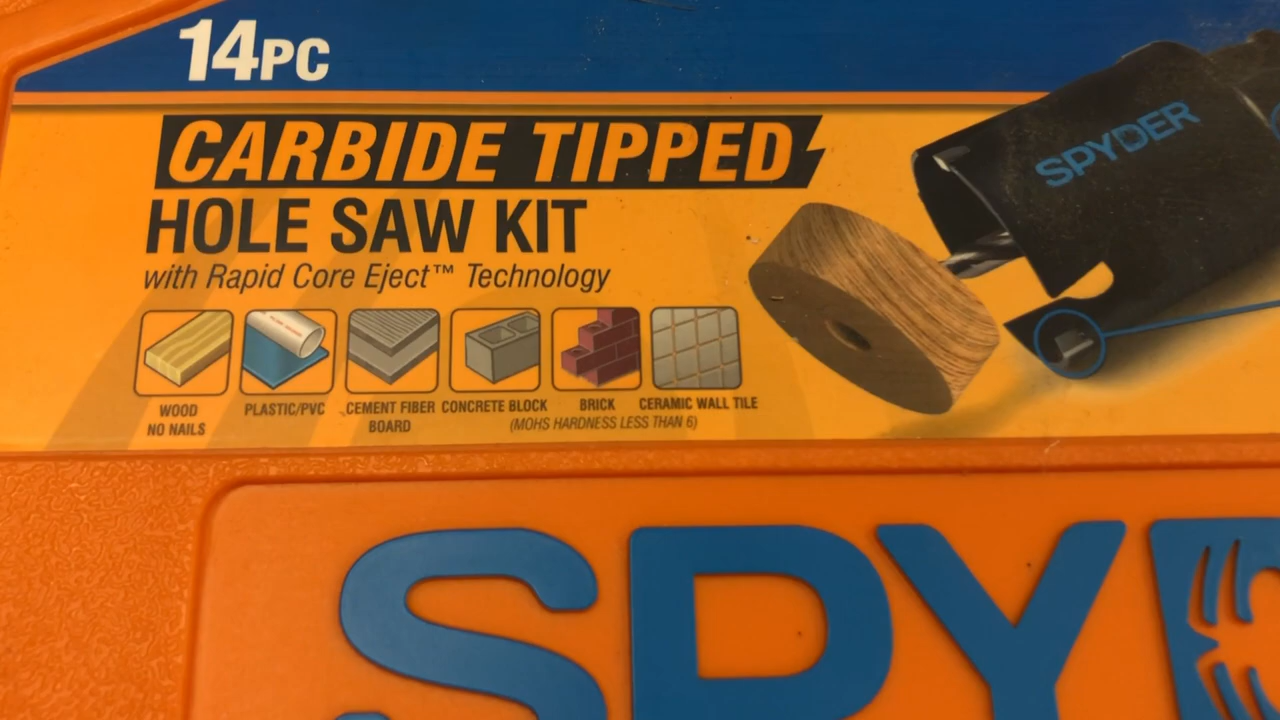 14PC
CARBIDE TIPPED
HOLE SAW KIT
with Rapid Core Eject™ Technology
SPYDER
WOOD
NO NAILS
PLASTIC/PVC
CEMENT FIBER
BOARD
CONCRETE BLOCK
BRICK
CERAMIC WALL TILE
(MOHS HARDNESS LESS THAN 6)
SPYD